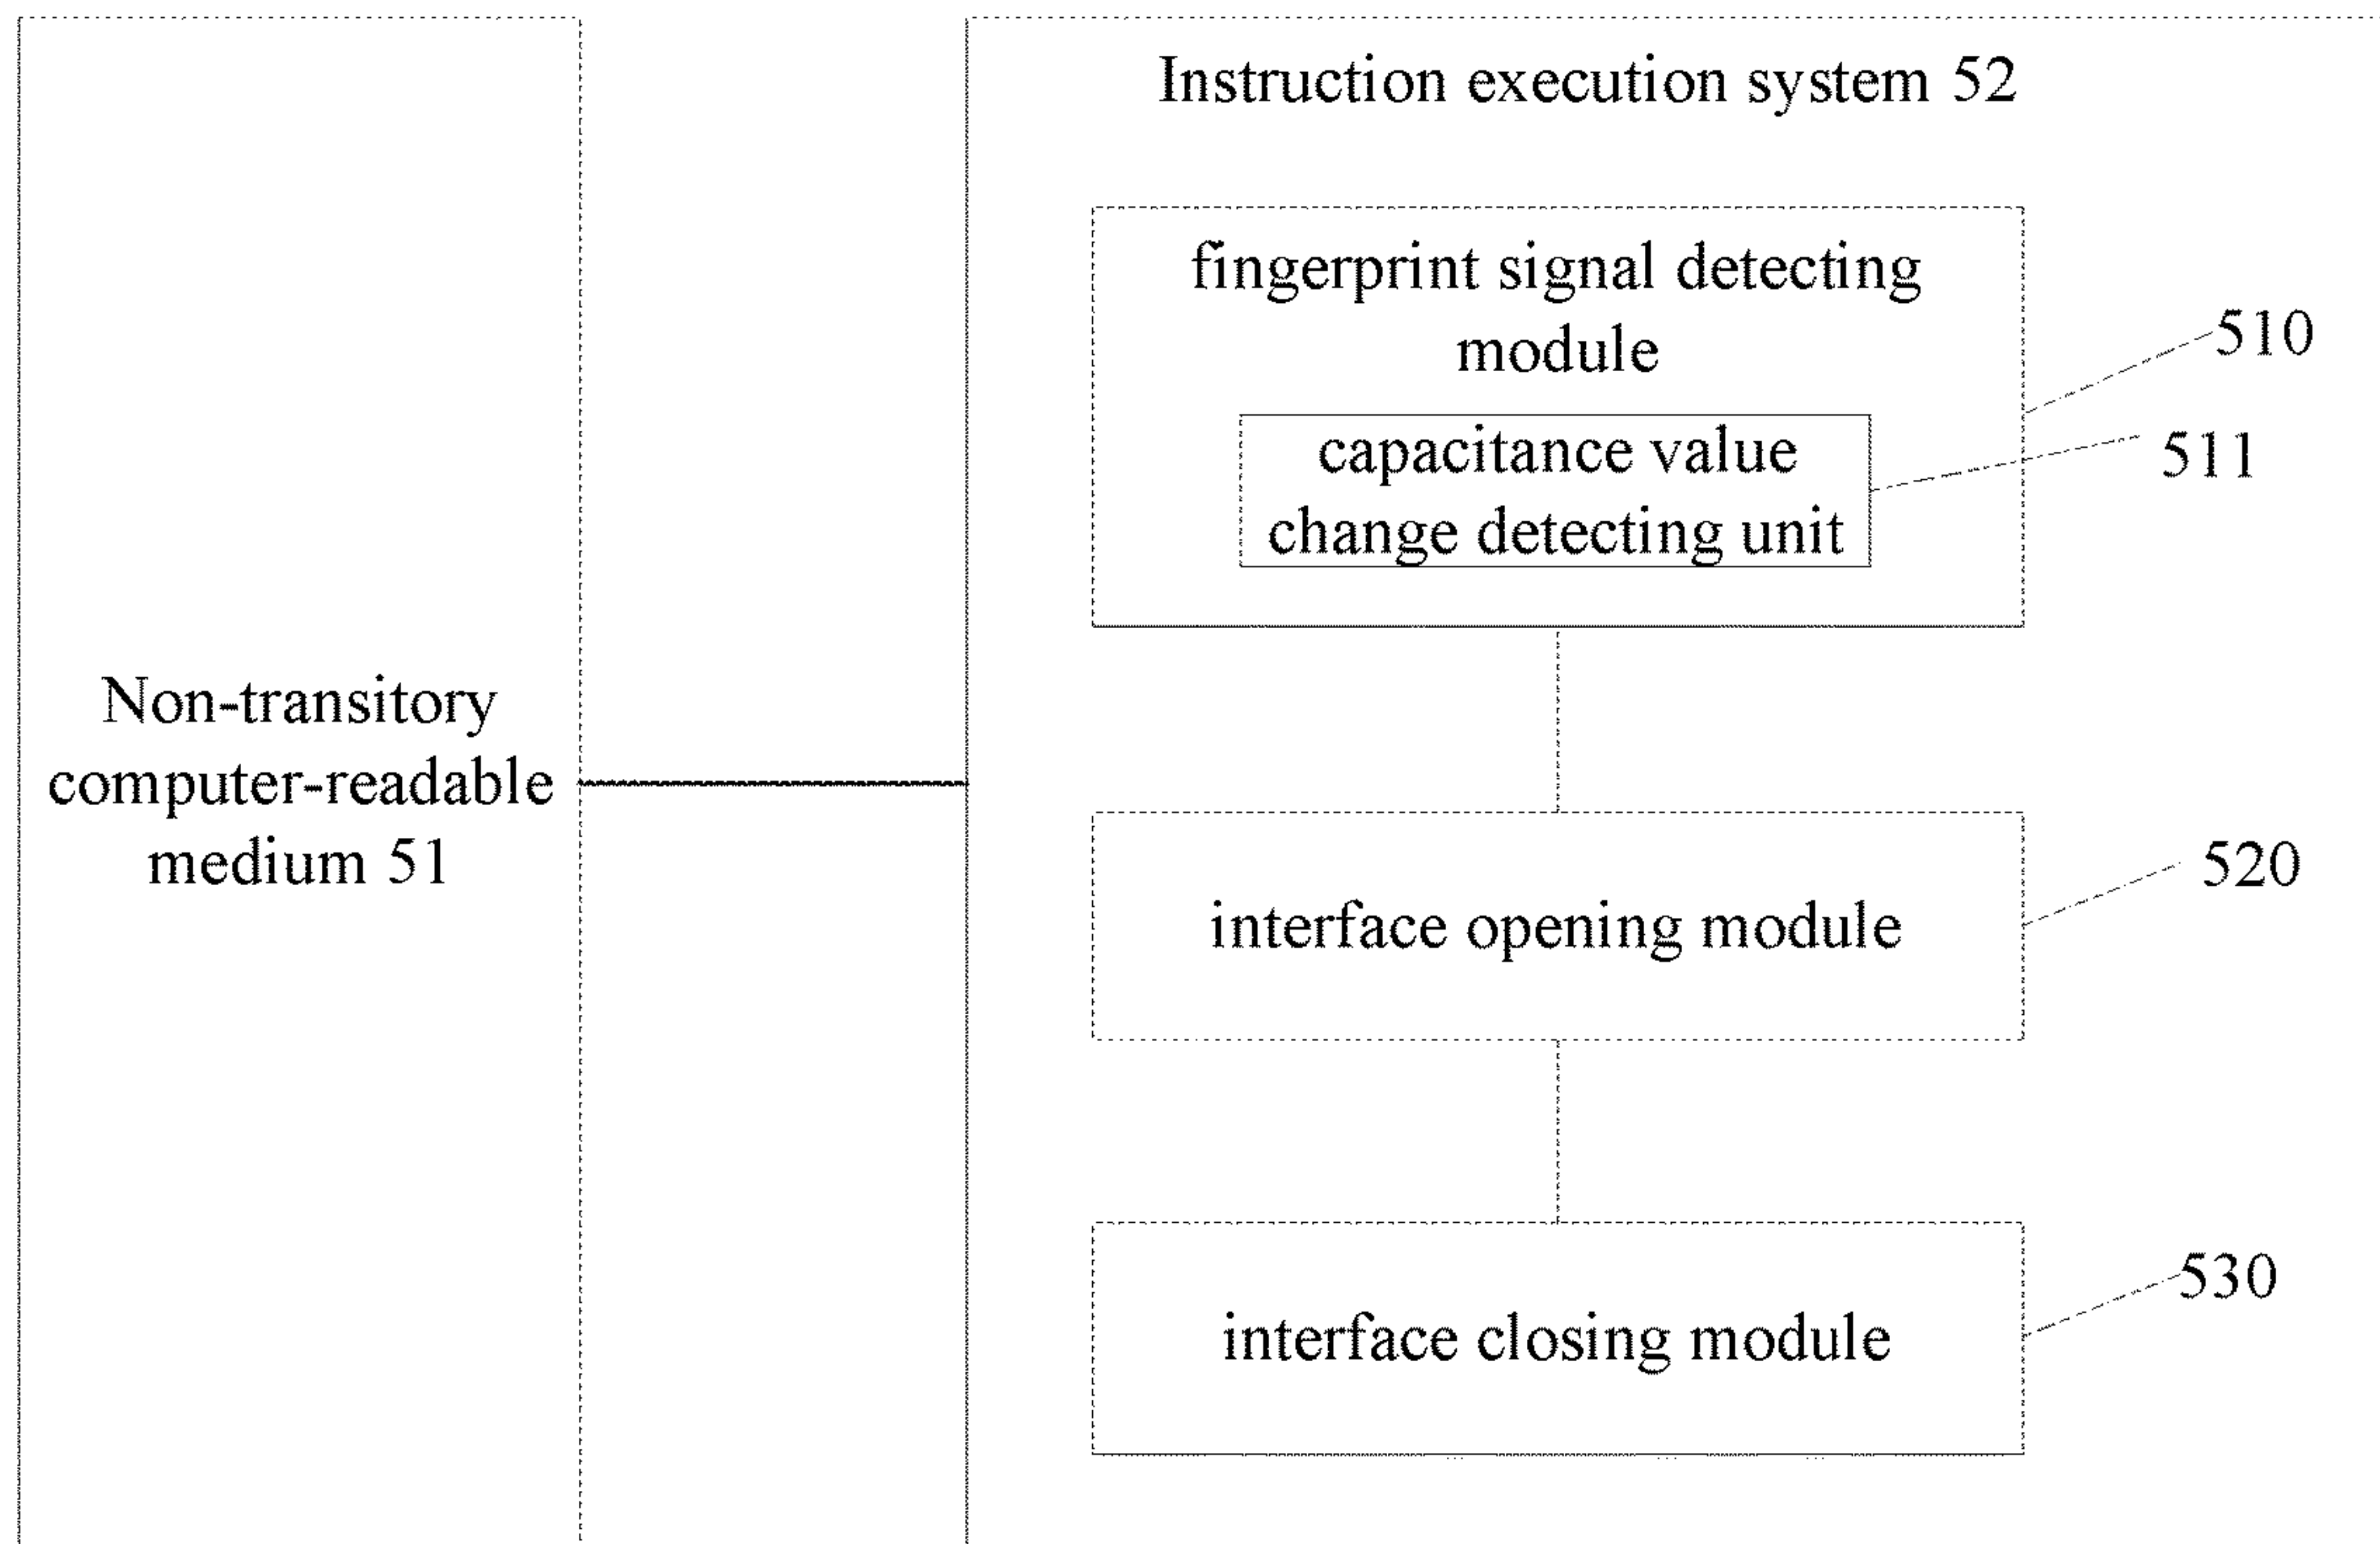 Instruction execution system 52
fingerprint signal detecting
module
510
capacitance value
change detecting unit
511
Non-transitory
computer-readable
medium 51
interface opening module
520
interface closing module
530